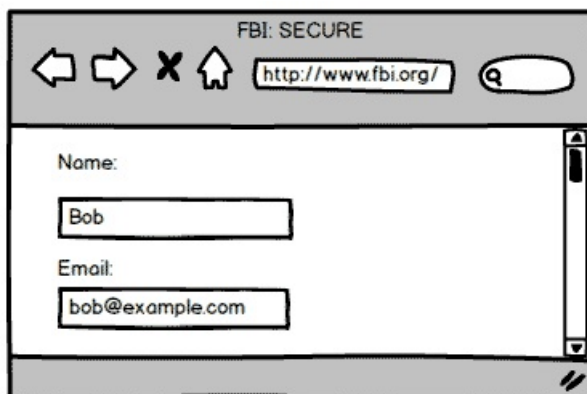 FBI: SECURE
http://www.fbi.org/
Name:
Bob
Email:
bob@example.com